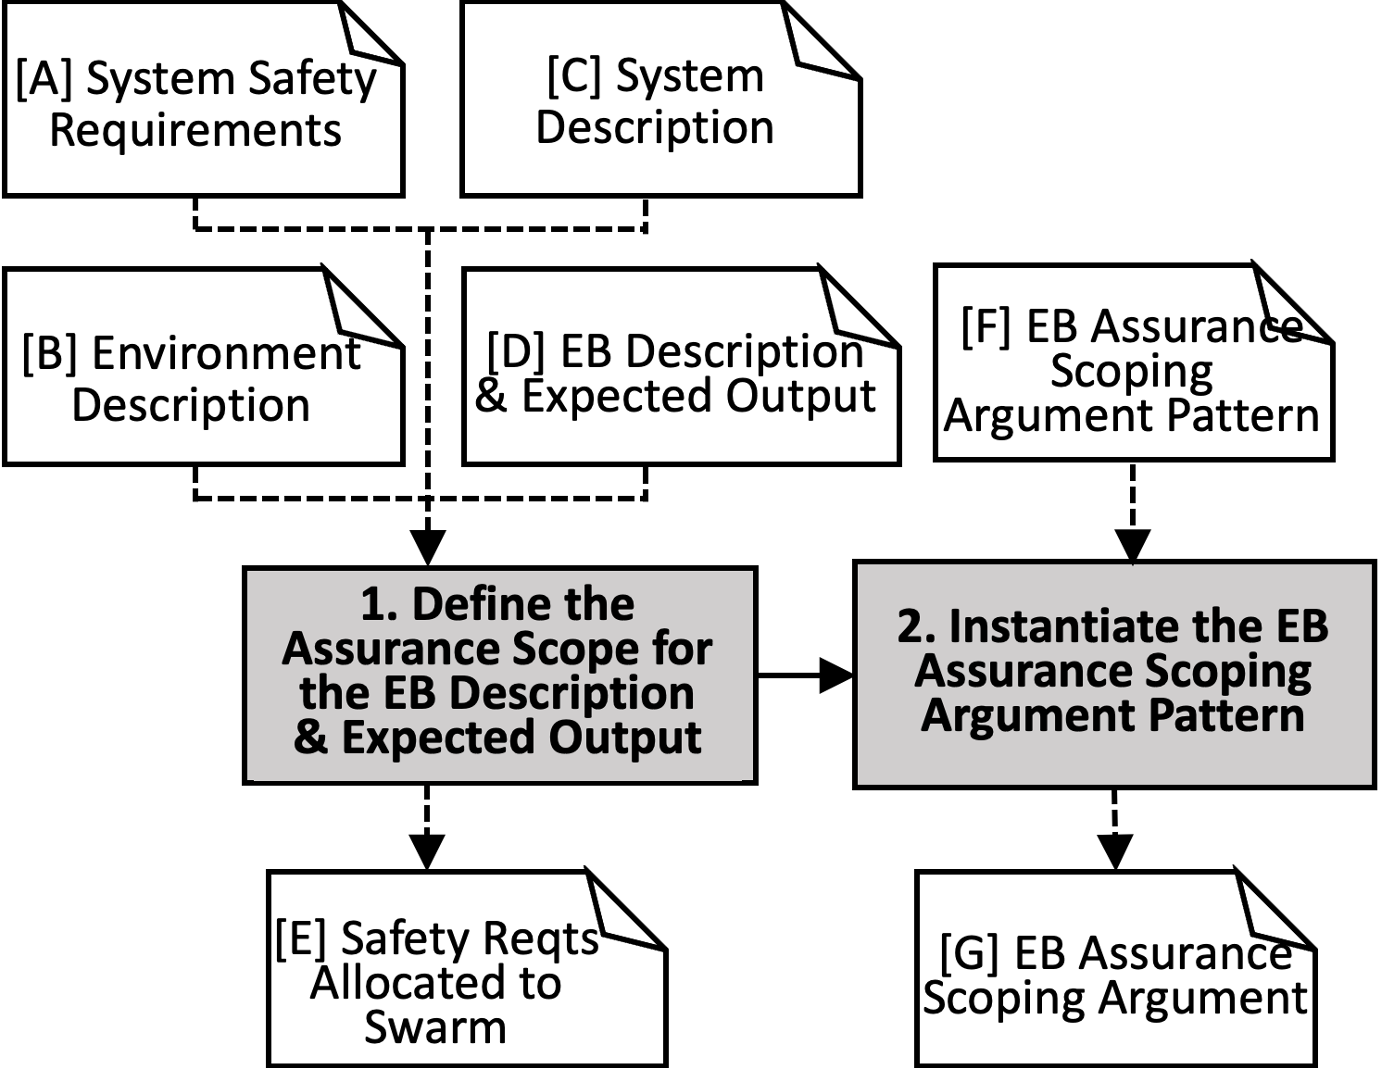 [A] System Safety
Requirements
[C] System
Description
[B] Environment
Description
[D] EB Description
& Expected Output
[F] EB Assurance
Scoping
Argument Pattern
1. Define the
Assurance Scope for
the EB Description
& Expected Output
2. Instantiate the EB
Assurance Scoping
Argument Pattern
[E] Safety Reqts
Allocated to
Swarm
[G] EB Assurance
Scoping Argument